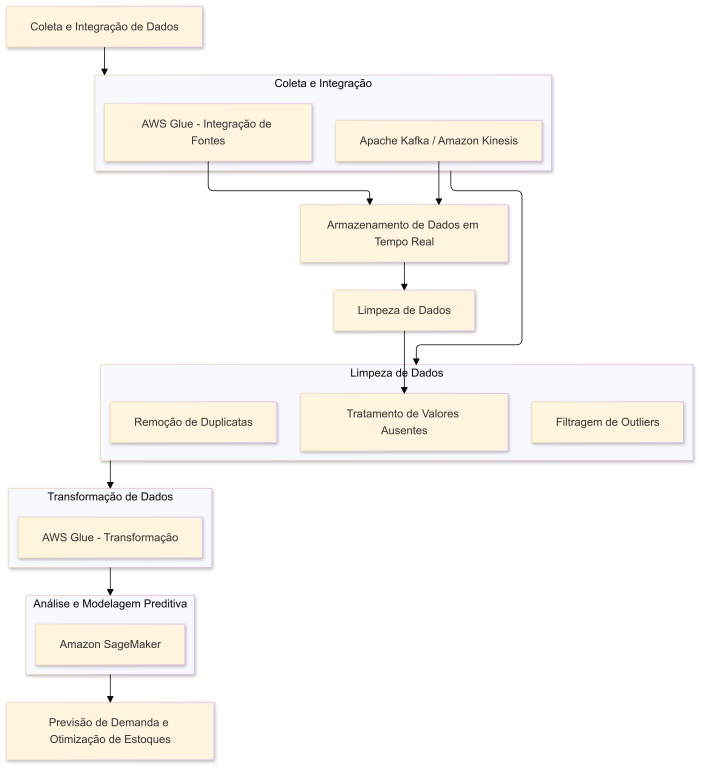 Coleta e Integração de Dados
Coleta e Integração
AWS Glue - Integração de
Fontes
Apache Kafka / Amazon Kinesis
Armazenamento de Dados em
Tempo Real
Limpeza de Dados
Limpeza de Dados
Remoção de Duplicatas
Tratamento de Valores
Ausentes
Filtragem de Outliers
Transformação de Dados
AWS Glue - Transformação
Análise e Modelagem Preditiva
Amazon SageMaker
Previsão de Demanda e
Otimização de Estoques